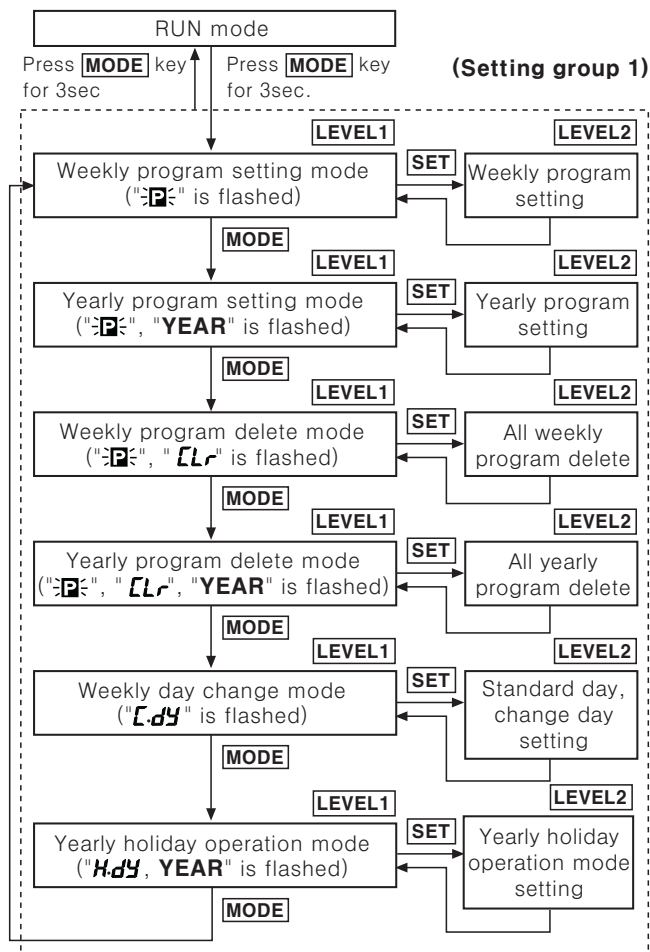 RUN mode
Press MODE key
for 3sec
Press MODE key
for 3sec.
(Setting group 1)
LEVEL1
Weekly program setting mode
("P" is flashed)
SET
LEVEL2
Weekly program
setting
MODE
LEVEL1
Yearly program setting mode
("P", "YEAR" is flashed)
SET
LEVEL2
Yearly program
setting
MODE
LEVEL1
Weekly program delete mode
("P", "CLr" is flashed)
SET
LEVEL2
All weekly
program delete
MODE
LEVEL1
Yearly program delete mode
("P", "CLr", "YEAR" is flashed)
SET
LEVEL2
All yearly
program delete
MODE
LEVEL1
Weekly day change mode
("C.dY" is flashed)
SET
LEVEL2
Standard day,
change day
setting
MODE
LEVEL1
Yearly holiday operation mode
("H.dY, YEAR" is flashed)
SET
LEVEL2
Yearly holiday
operation mode
setting
MODE